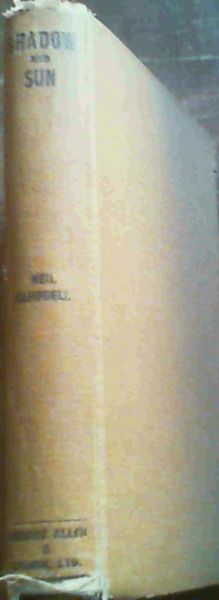 SHADOW
AND
SUN
NEIL
CAMPBELL
GEORGE ALLEN
&
UNWIN, LTD.